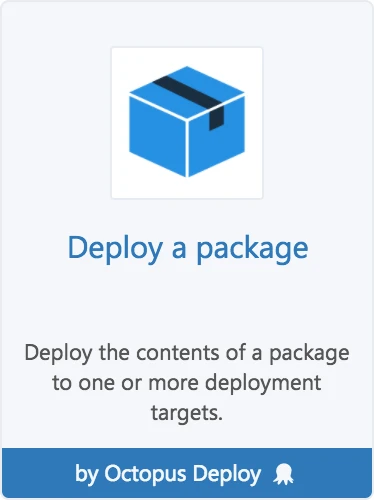 Deploy a package
Deploy the contents of a package
to one or more deployment
targets.
by Octopus Deploy